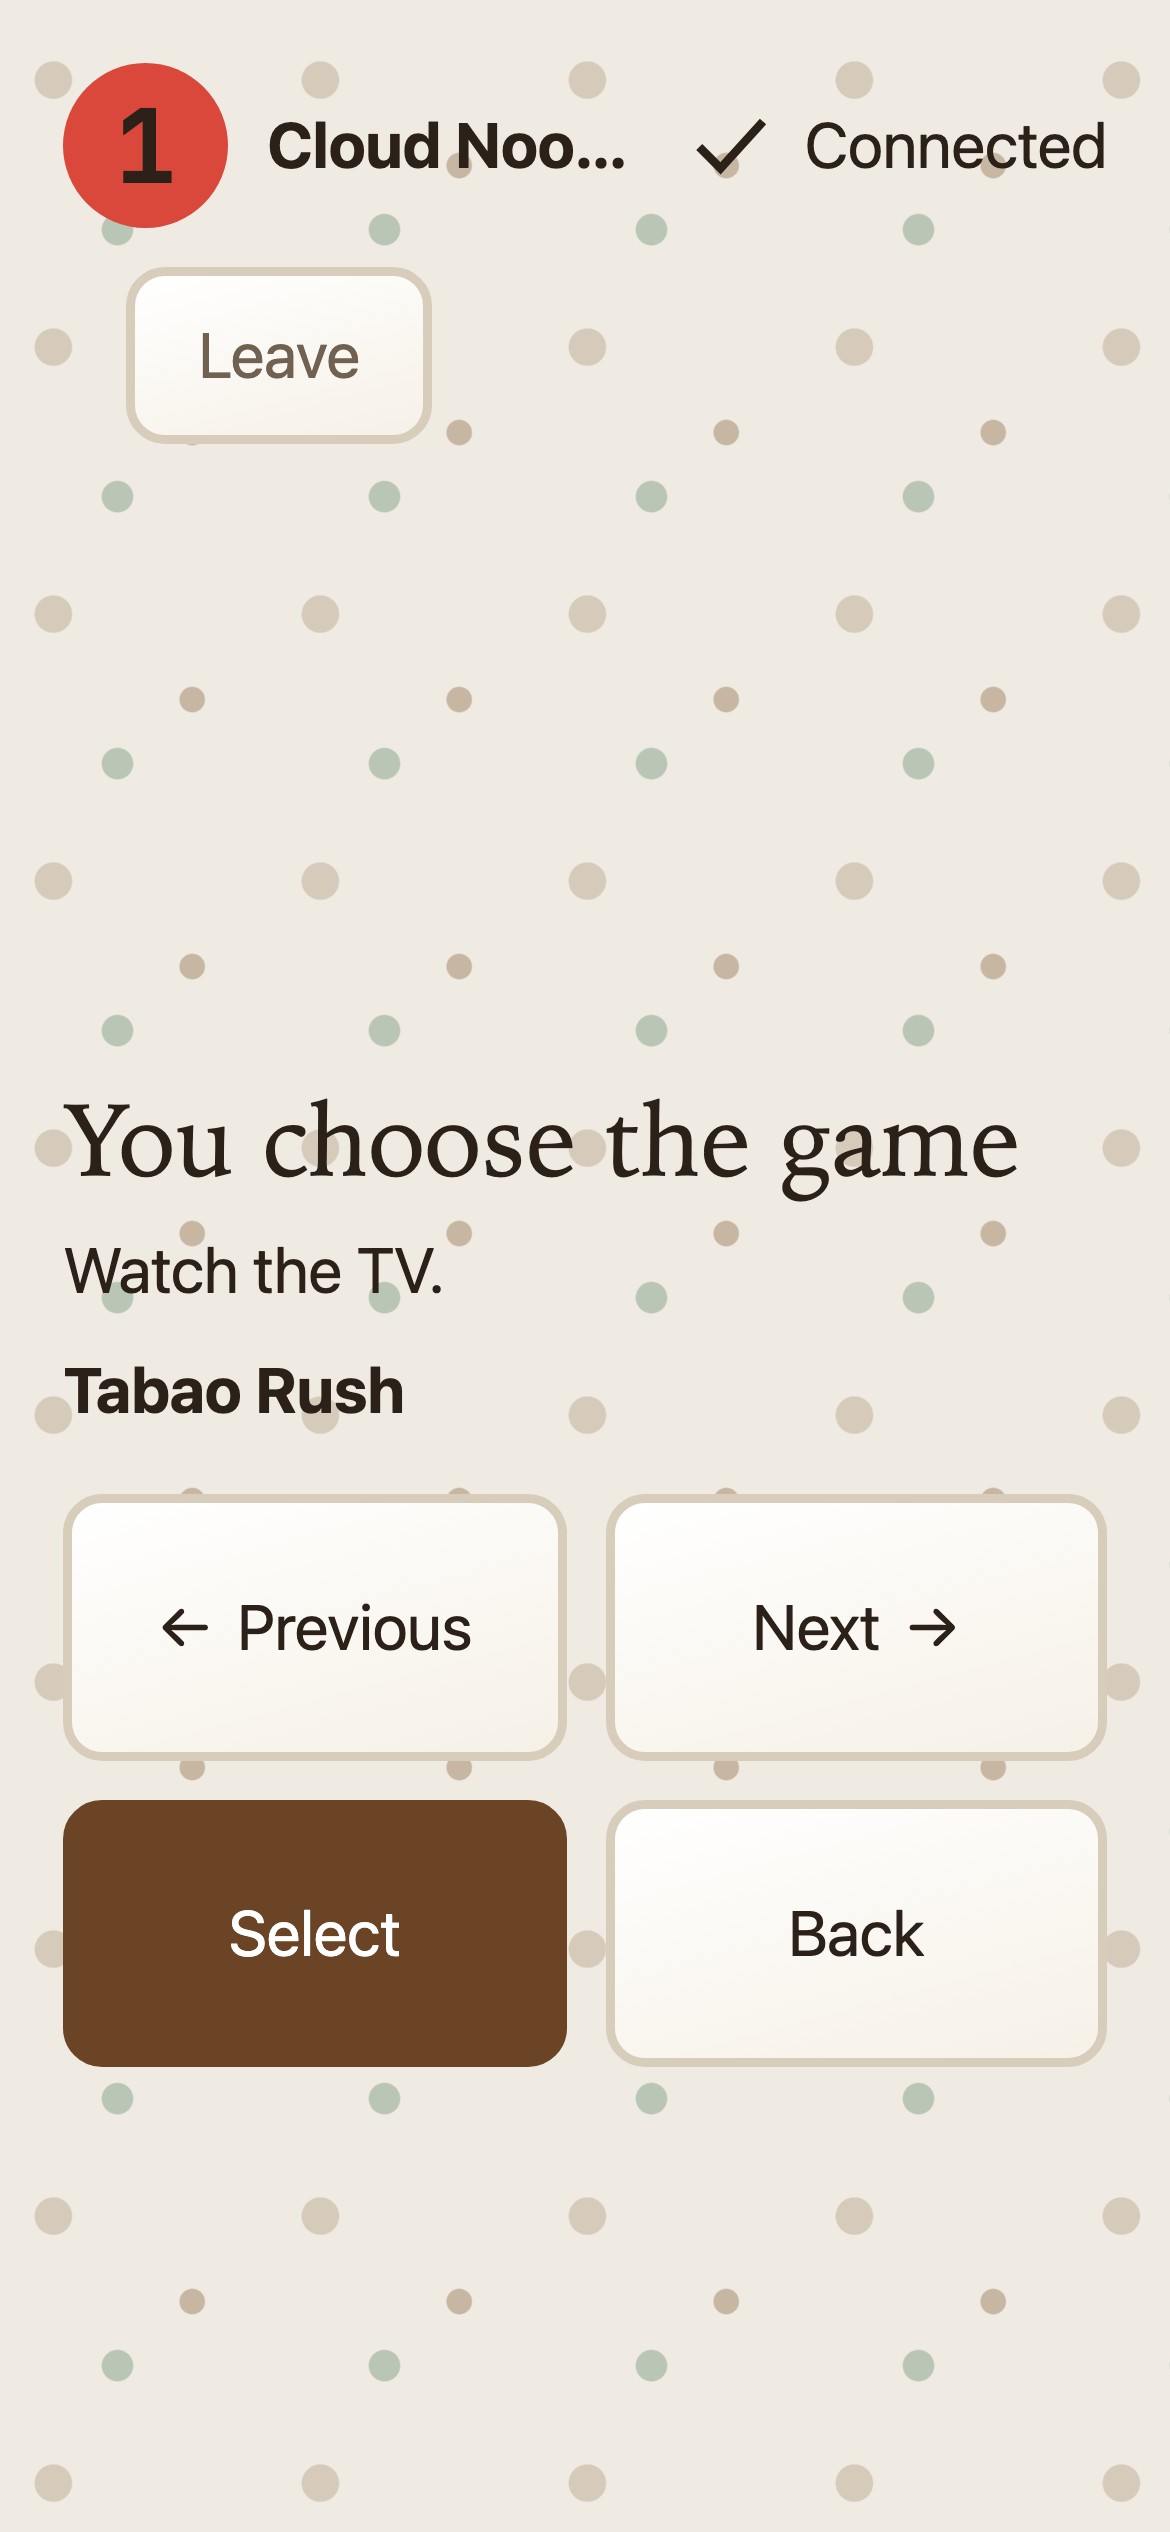 1 Cloud Noo... ✓ Connected
Leave
You choose the game
Watch the TV.
Tabao Rush
← Previous
Next →
Select
Back